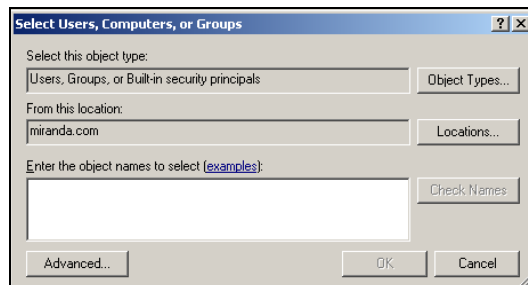 Select Users, Computers, or Groups
Select this object type:
Users, Groups, or Built-in security principals
Object Types...
From this location:
miranda.com
Locations...
Enter the object names to select (examples):
Check Names
Advanced...
OK
Cancel